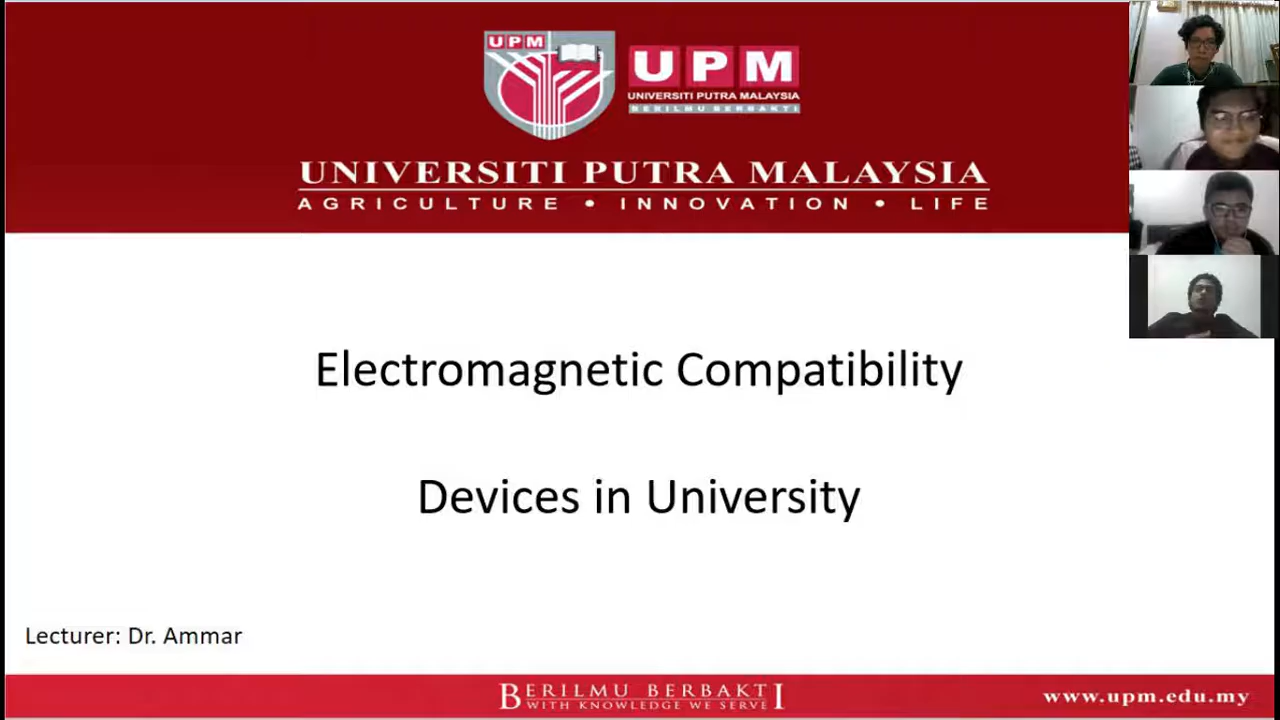 UPM
UPM
UNIVERSITI PUTRA MALAYSIA
BERILMU BERBAKTI
UNIVERSITI PUTRA MALAYSIA
AGRICULTURE • INNOVATION • LIFE
Electromagnetic Compatibility
Devices in University
Lecturer: Dr. Ammar
BERILMU BERBAKTI
WITH KNOWLEDGE WE SERVE
www.upm.edu.my